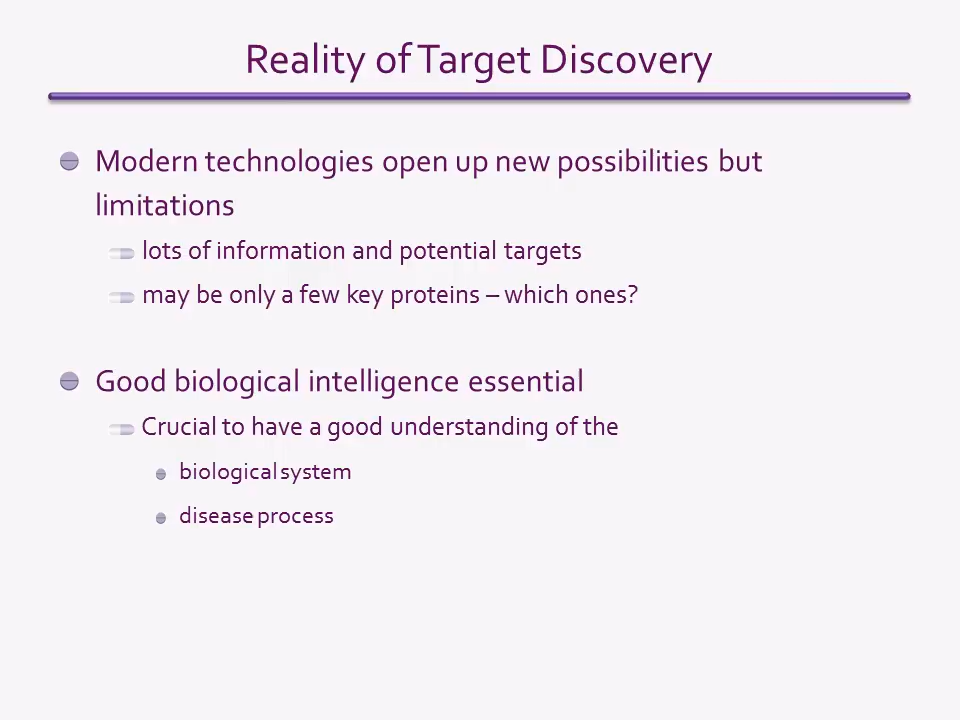 Reality of Target Discovery
Modern technologies open up new possibilities but
limitations
lots of information and potential targets
may be only a few key proteins – which ones?
Good biological intelligence essential
Crucial to have a good understanding of the
biological system
disease process